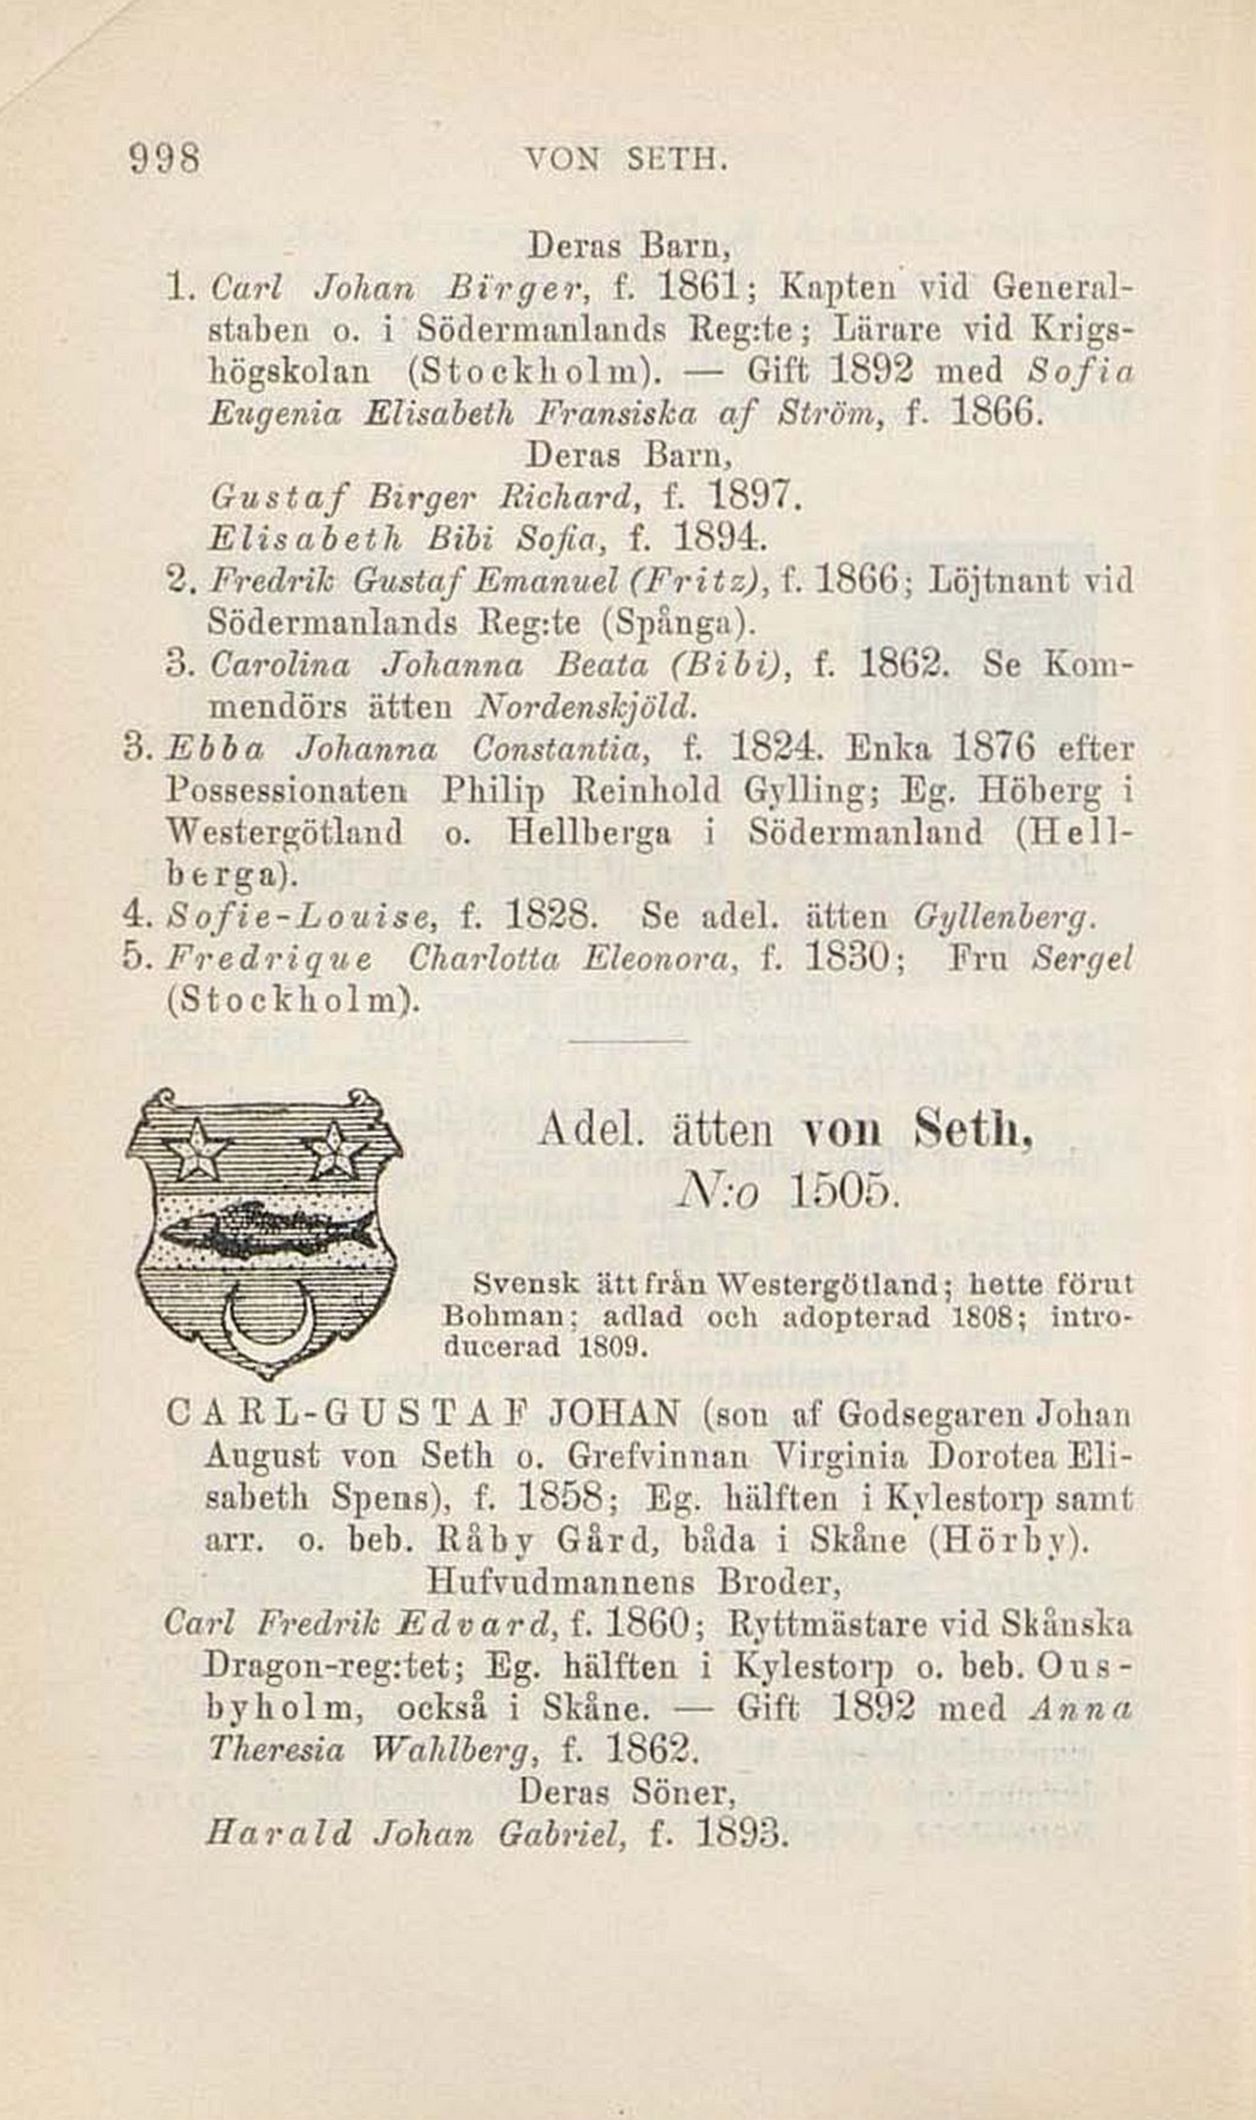 998 VON SETH.
Deras Barn,
1. Carl Johan Birger, f. 1861; Kapten vid General-
staben o. i Södermanlands Reg:te; Lärare vid Krigs-
högskolan (Stockholm). — Gift 1892 med Sofia
Eugenia Elisabeth Fransiska af Ström, f. 1866.
Deras Barn,
Gustaf Birger Richard, f. 1897.
Elisabeth Bibi Sofia, f. 1894.
2. Fredrik Gustaf Emanuel (Fritz), f. 1866; Löjtnant vid
Södermanlands Reg:te (Spånga).
3. Carolina Johanna Beata (Bibi), f. 1862. Se Kom-
mendörs ätten Nordenskjöld.
3. Ebba Johanna Constantia, f. 1824. Enka 1876 efter
Possessionaten Philip Reinhold Gylling; Eg. Höberg i
Westergötland o. Hellberga i Södermanland (Hell-
berga).
4. Sofie-Louise, f. 1828. Se adel. ätten Gyllenberg.
5. Fredrique Charlotta Eleonora, f. 1830; Fru Sergel
(Stockholm).
Adel. ätten von Seth,
N:o 1505.
Svensk ätt från Westergötland; hette förut
Bohman; adlad och adopterad 1808; intro-
ducerad 1809.
CARL-GUSTAF JOHAN (son af Godsegaren Johan
August von Seth o. Grefvinnan Virginia Dorotea Eli-
sabeth Spens), f. 1858; Eg. hälften i Kylestorp samt
arr. o. beb. Råby Gård, båda i Skåne (Hörby).
Hufvudmannens Broder,
Carl Fredrik Edvard, f. 1860; Ryttmästare vid Skånska
Dragon-reg:tet; Eg. hälften i Kylestorp o. beb. Ous-
byholm, också i Skåne. — Gift 1892 med Anna
Theresia Wahlberg, f. 1862.
Deras Söner,
Harald Johan Gabriel, f. 1893.